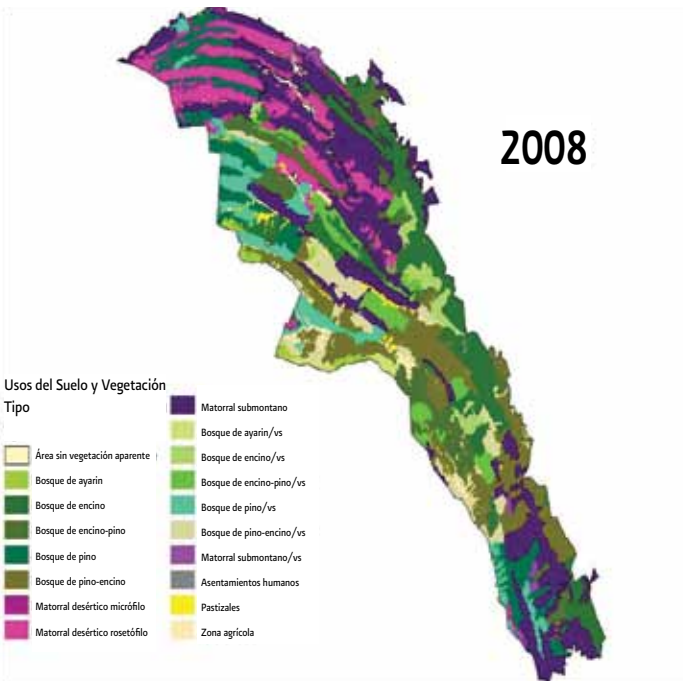 2008
Usos del Suelo y Vegetación
Tipo
Área sin vegetación aparente
Bosque de ayarin
Bosque de encino
Bosque de encino-pino
Bosque de pino
Bosque de pino-encino
Matorral desértico micrófilo
Matorral desértico rosetófilo
Matorral submontano
Bosque de ayarin/vs
Bosque de encino/vs
Bosque de encino-pino/vs
Bosque de pino/vs
Bosque de pino-encino/vs
Matorral submontano/vs
Asentamientos humanos
Pastizales
Zona agrícola